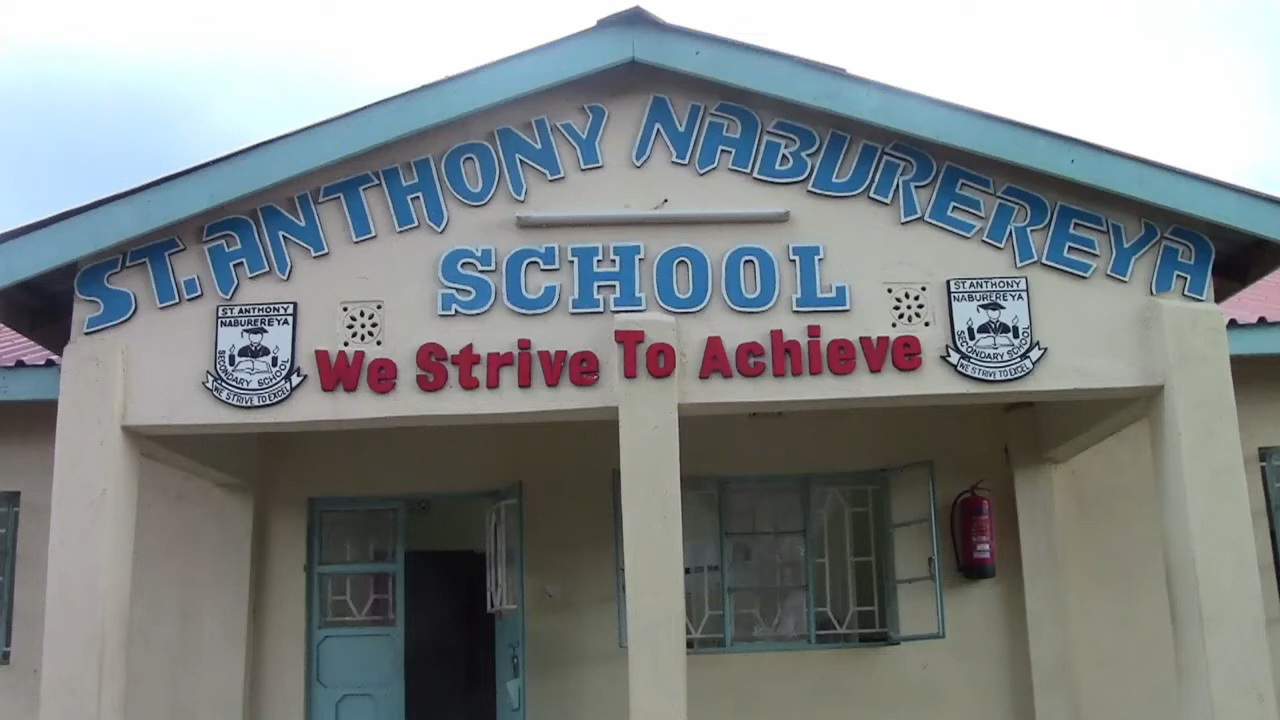 ST. ANTHONY NABUREREYA
SCHOOL
We Strive To Achieve
ST. ANTHONY
NABUREREYA
SECONDARY SCHOOL
WE STRIVE TO EXCEL
ST. ANTHONY
NABUREREYA
SECONDARY SCHOOL
WE STRIVE TO EXCEL